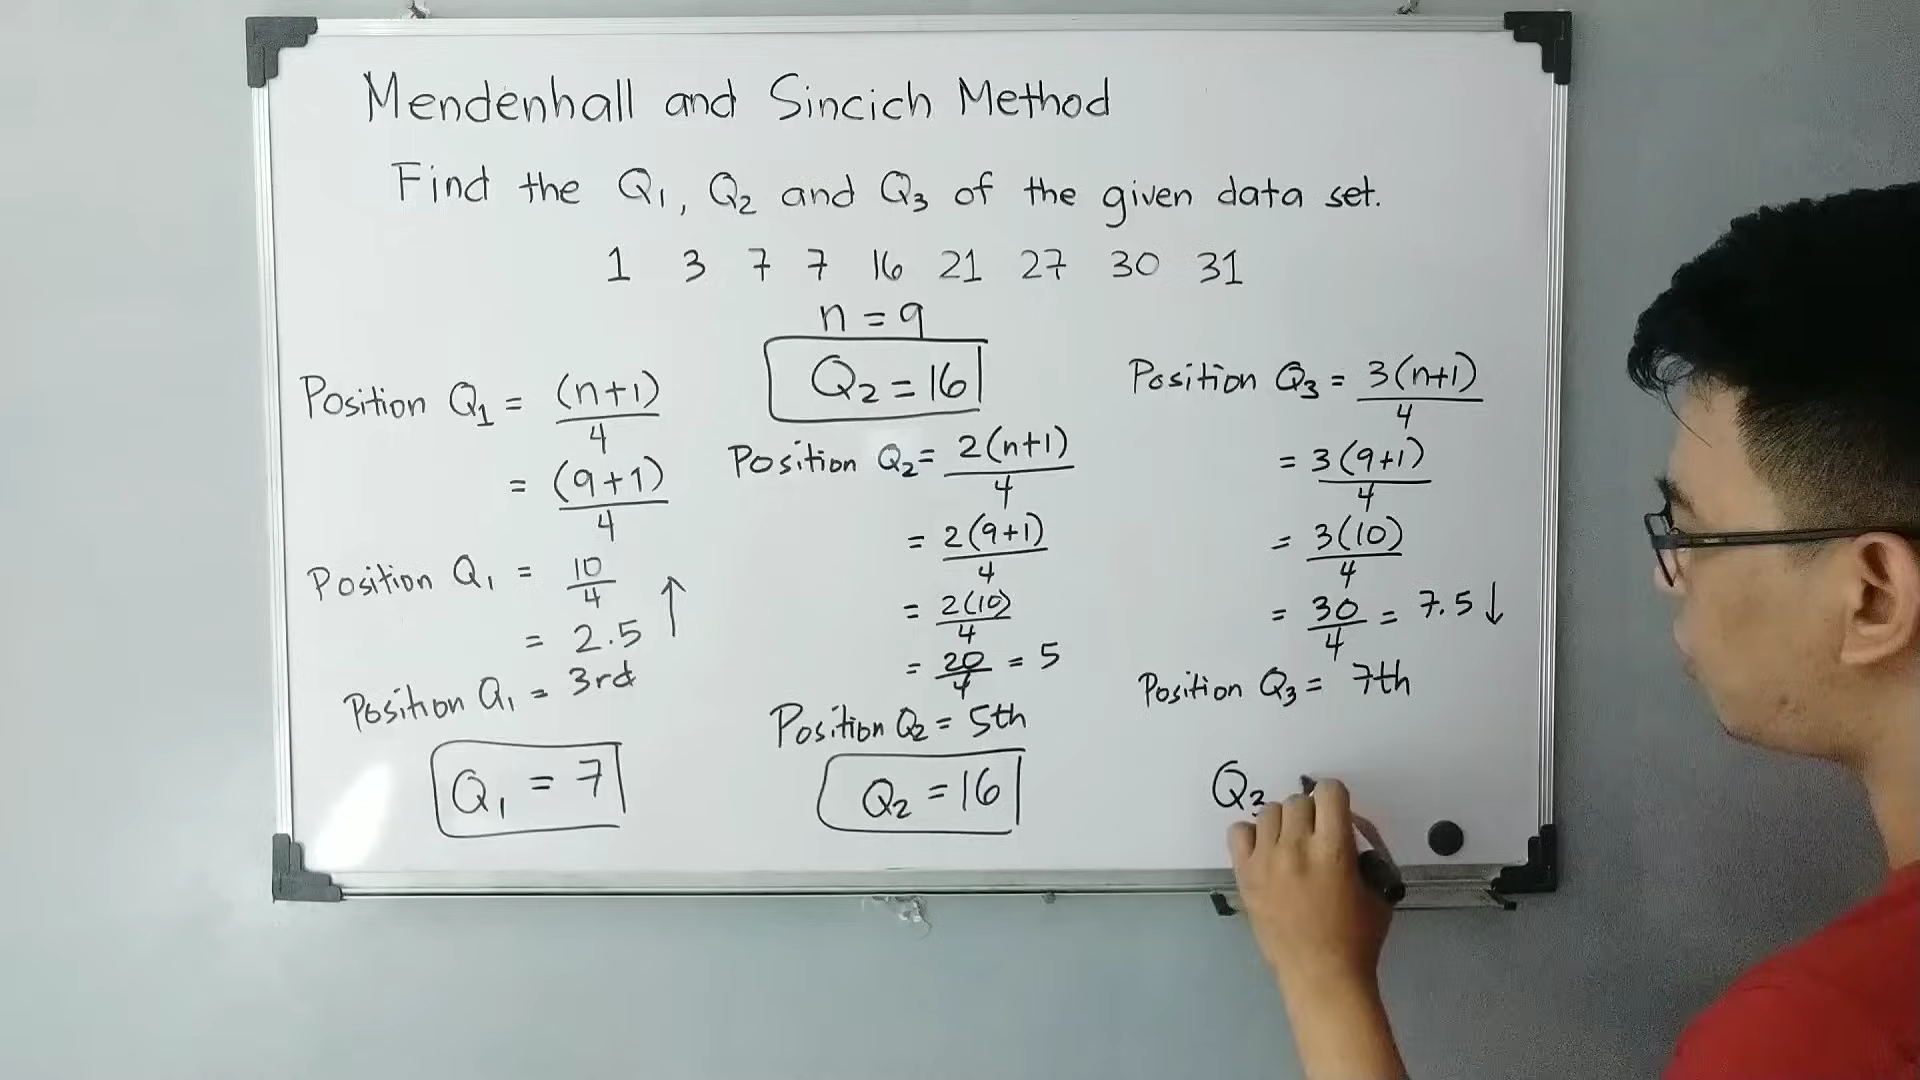 Mendenhall and Sincich Method
Find the Q1, Q2 and Q3 of the given data set.
1 3 7 7 16 21 27 30 31
n = 9
Q2 = 16
Position Q1 = (n+1)/4
= (9+1)/4
Position Q1 = 10/4 ↑
= 2.5
Position Q1 = 3rd
Q1 = 7
Position Q2 = 2(n+1)/4
= 2(9+1)/4
= 2(10)/4
= 20/4 = 5
Position Q2 = 5th
Q2 = 16
Position Q3 = 3(n+1)/4
= 3(9+1)/4
= 3(10)/4
= 30/4 = 7.5 ↓
Position Q3 = 7th
Q3